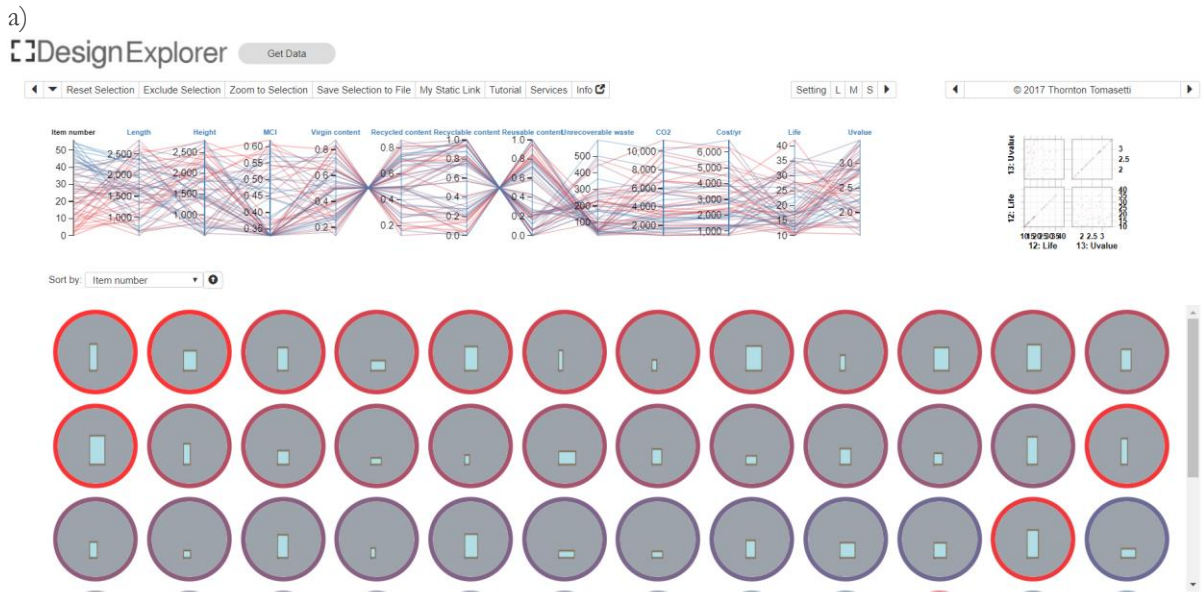 a)
DesignExplorer Get Data
Reset Selection Exclude Selection Zoom to Selection Save Selection to File My Static Link Tutorial Services Info Setting L M S © 2017 Thornton Tomasetti
Item number Length Height MCI Virgin content Recycled content Recyclable content Reusable content Unrecoverable waste CO2 Cost/yr Life Uvalue
50 2,500 2,500 0.60 0.8 0.8 1.0 1.0 500 10,000 6,000 40 3.0
40 2,000 2,000 0.55 0.6 0.6 0.8 0.8 400 8,000 5,000 35 2.5
30 1,500 1,500 0.50 0.4 0.4 0.6 0.6 300 6,000 4,000 30 2.0
20 1,000 1,000 0.45 0.2 0.2 0.4 0.4 200 4,000 3,000 25
10 0.40 0.2 0.2 100 2,000 2,000 20
0 0.35 0.0 0.0 1,000 15
10
13: Uvalue 3
2.5
2
12: Life 40
35
30
25
20
15
10
10 15 20 25 30 35 40 2 2.5 3
12: Life 13: Uvalue
Sort by: Item number